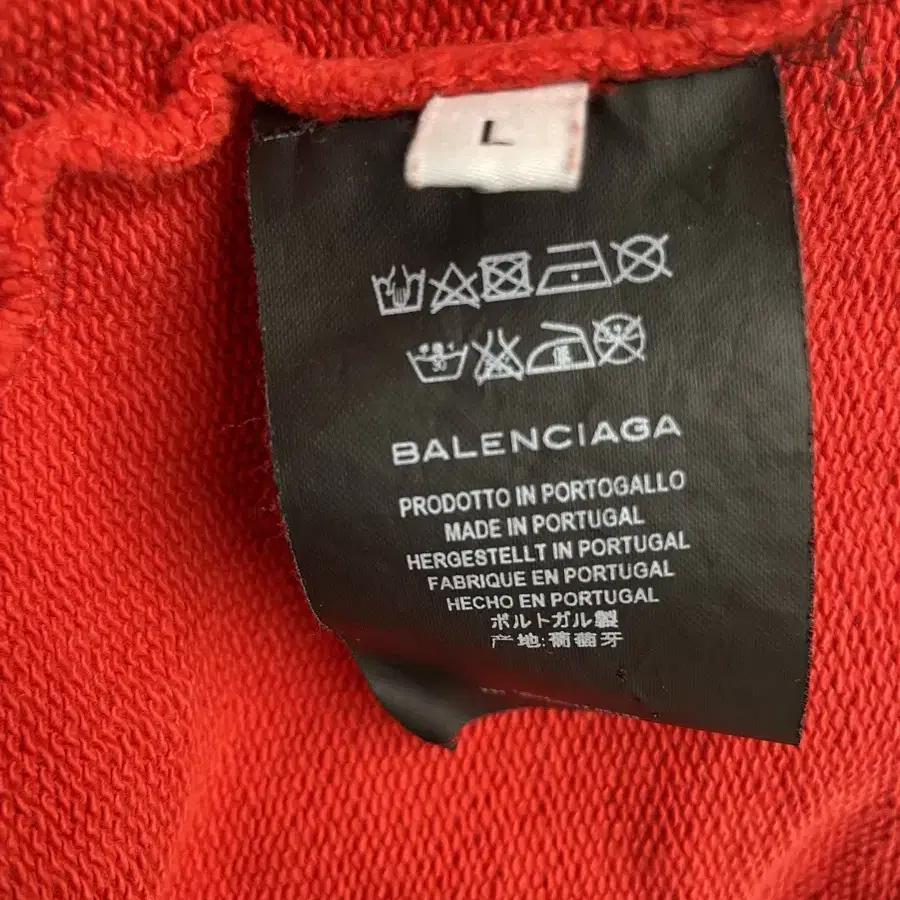 L
30
BALENCIAGA
PRODOTTO IN PORTOGALLO
MADE IN PORTUGAL
HERGESTELLT IN PORTUGAL
FABRIQUE EN PORTUGAL
HECHO EN PORTUGAL
ポルトガル製
产地:葡萄牙